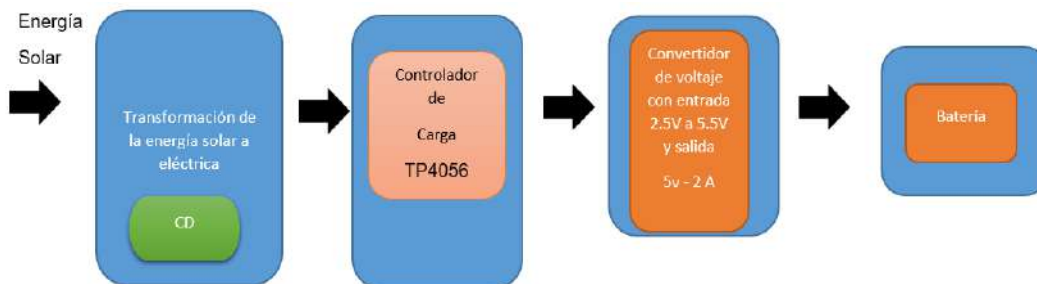 Energía
Solar
Transformación de
la energía solar a
eléctrica
CD
Controlador
de
Carga
TP4056
Convertidor
de voltaje
con entrada
2.5V a 5.5V
y salida
5v - 2 A
Batería